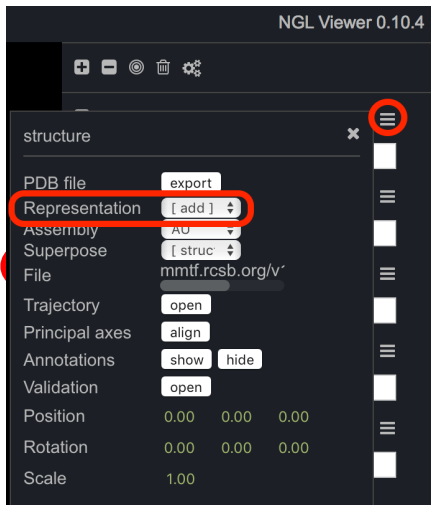 NGL Viewer 0.10.4
structure
PDB file export
Representation [ add ]
Assembly AU
Superpose [ struc
File mmtf.rcsb.org/v
Trajectory open
Principal axes align
Annotations show hide
Validation open
Position 0.00 0.00 0.00
Rotation 0.00 0.00 0.00
Scale 1.00